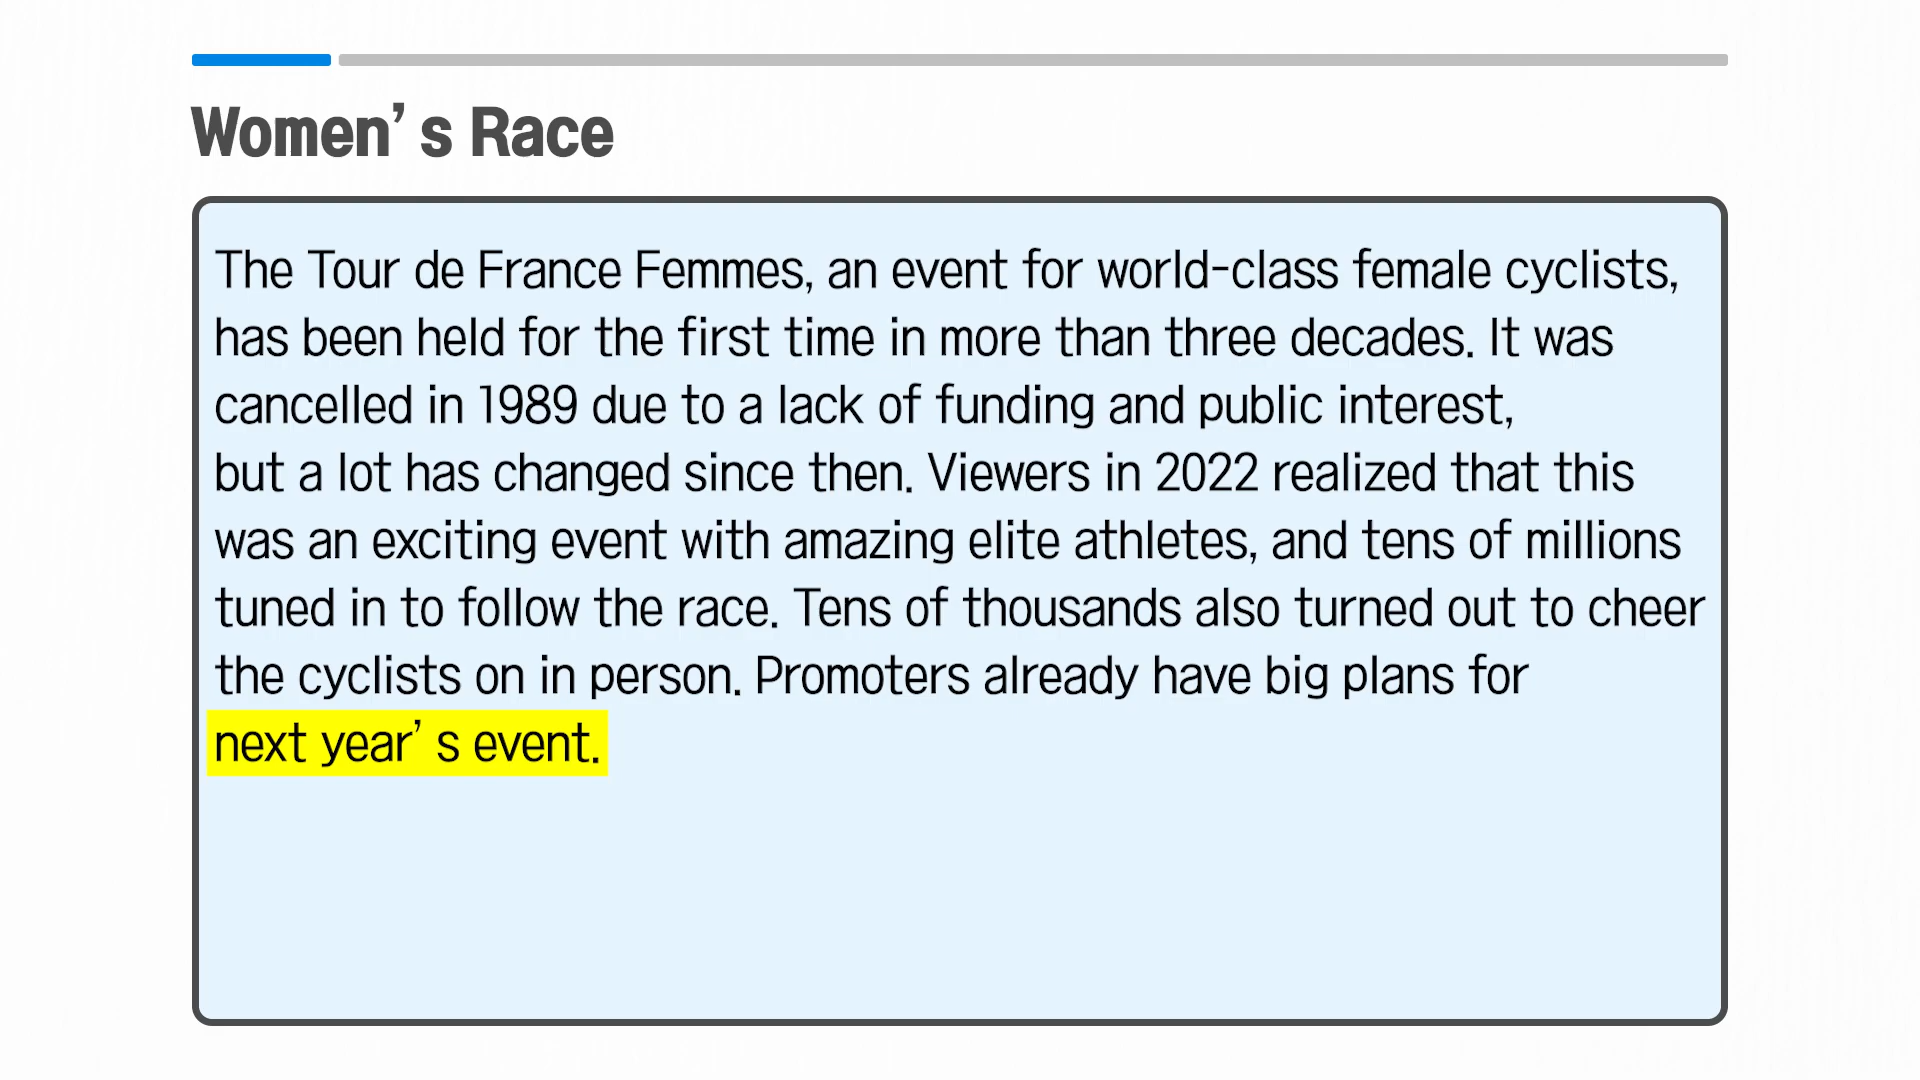 Women’s Race
The Tour de France Femmes, an event for world-class female cyclists,
has been held for the first time in more than three decades. It was
cancelled in 1989 due to a lack of funding and public interest,
but a lot has changed since then. Viewers in 2022 realized that this
was an exciting event with amazing elite athletes, and tens of millions
tuned in to follow the race. Tens of thousands also turned out to cheer
the cyclists on in person. Promoters already have big plans for
next year’s event.